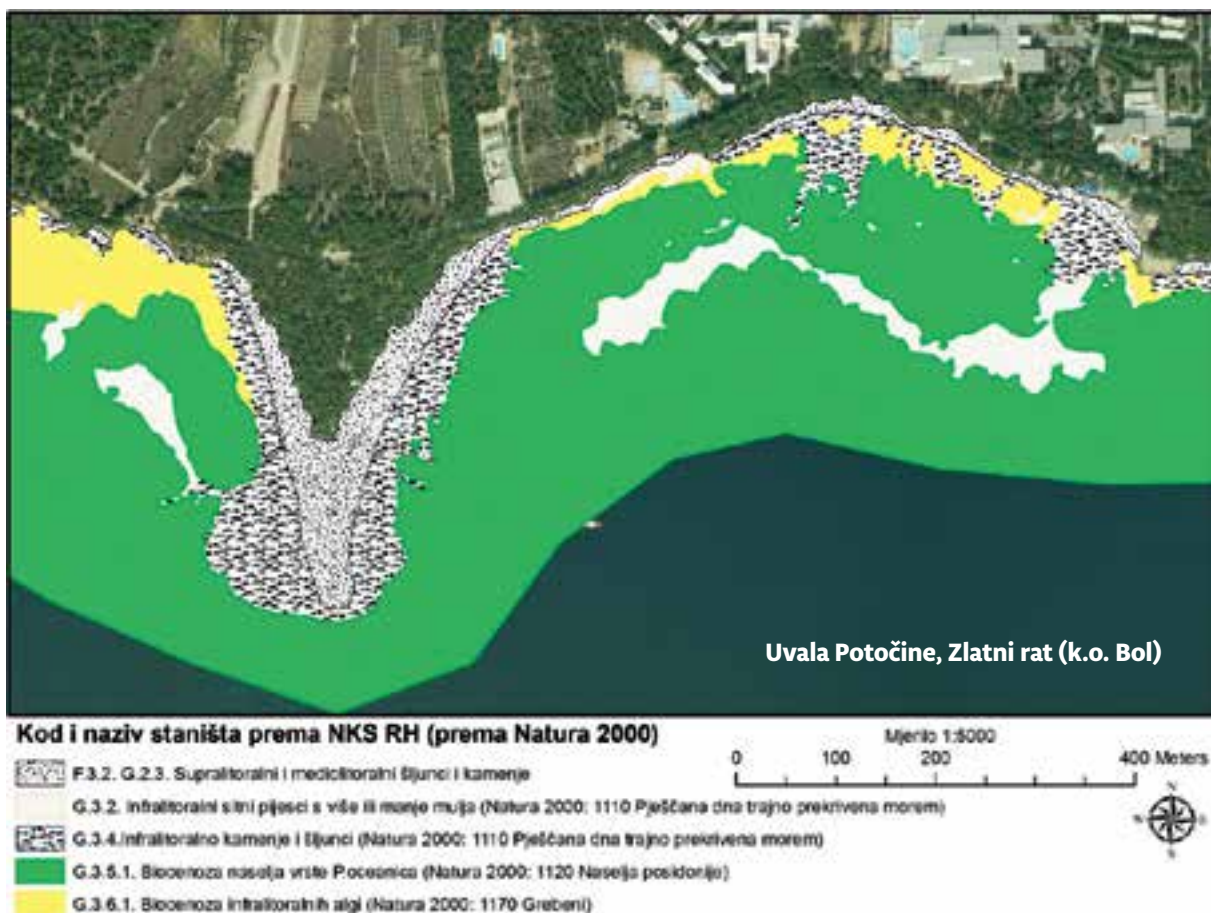 Uvala Potočine, Zlatni rat (k.o. Bol)
Kod i naziv staništa prema NKS RH (prema Natura 2000)
Mjerilo 1:5000
0 100 200 400 Meters
F.3.2. G.2.3. Supralitoralni i mediolitoralni šljunci i kamenje
G.3.2. Infralitoralni sitni pijesci s više ili manje mulja (Natura 2000: 1110 Pješčana dna trajno prekrivena morem)
G.3.4.Infralitoralno kamenje i šljunci (Natura 2000: 1110 Pješčana dna trajno prekrivena morem)
G.3.5.1. Biocenoza naselja vrste P.oceanica (Natura 2000: 1120 Naselja posidonije)
G.3.6.1. Biocenoza infralitoralnih algi (Natura 2000: 1170 Grebeni)
N
S